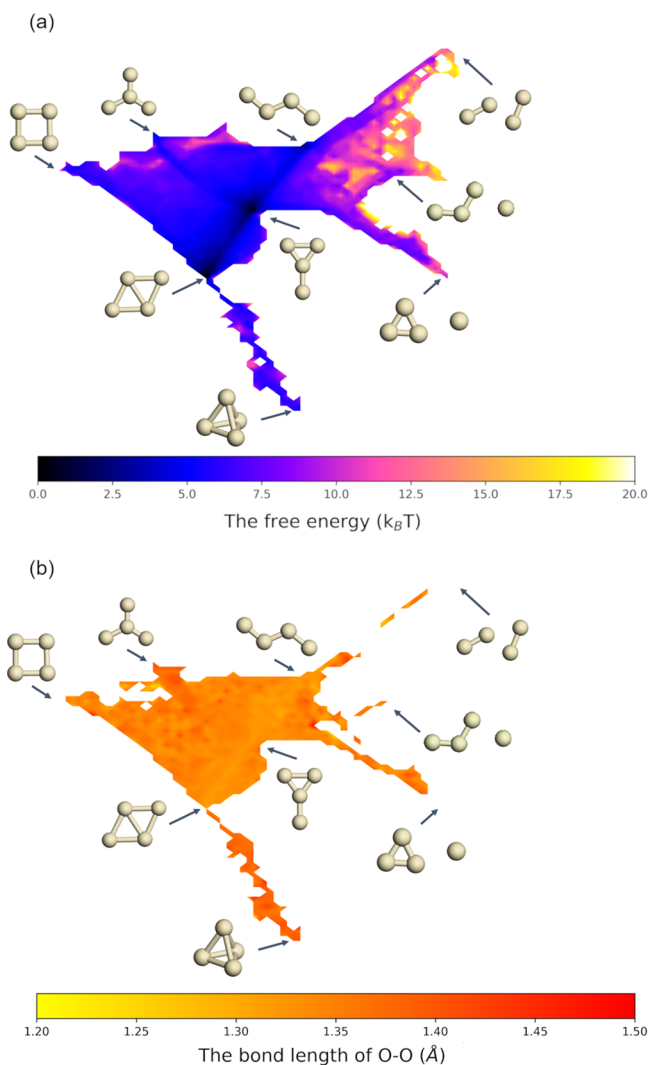 (a)
0.0 2.5 5.0 7.5 10.0 12.5 15.0 17.5 20.0
The free energy (k_BT)
(b)
1.20 1.25 1.30 1.35 1.40 1.45 1.50
The bond length of O-O (Å)